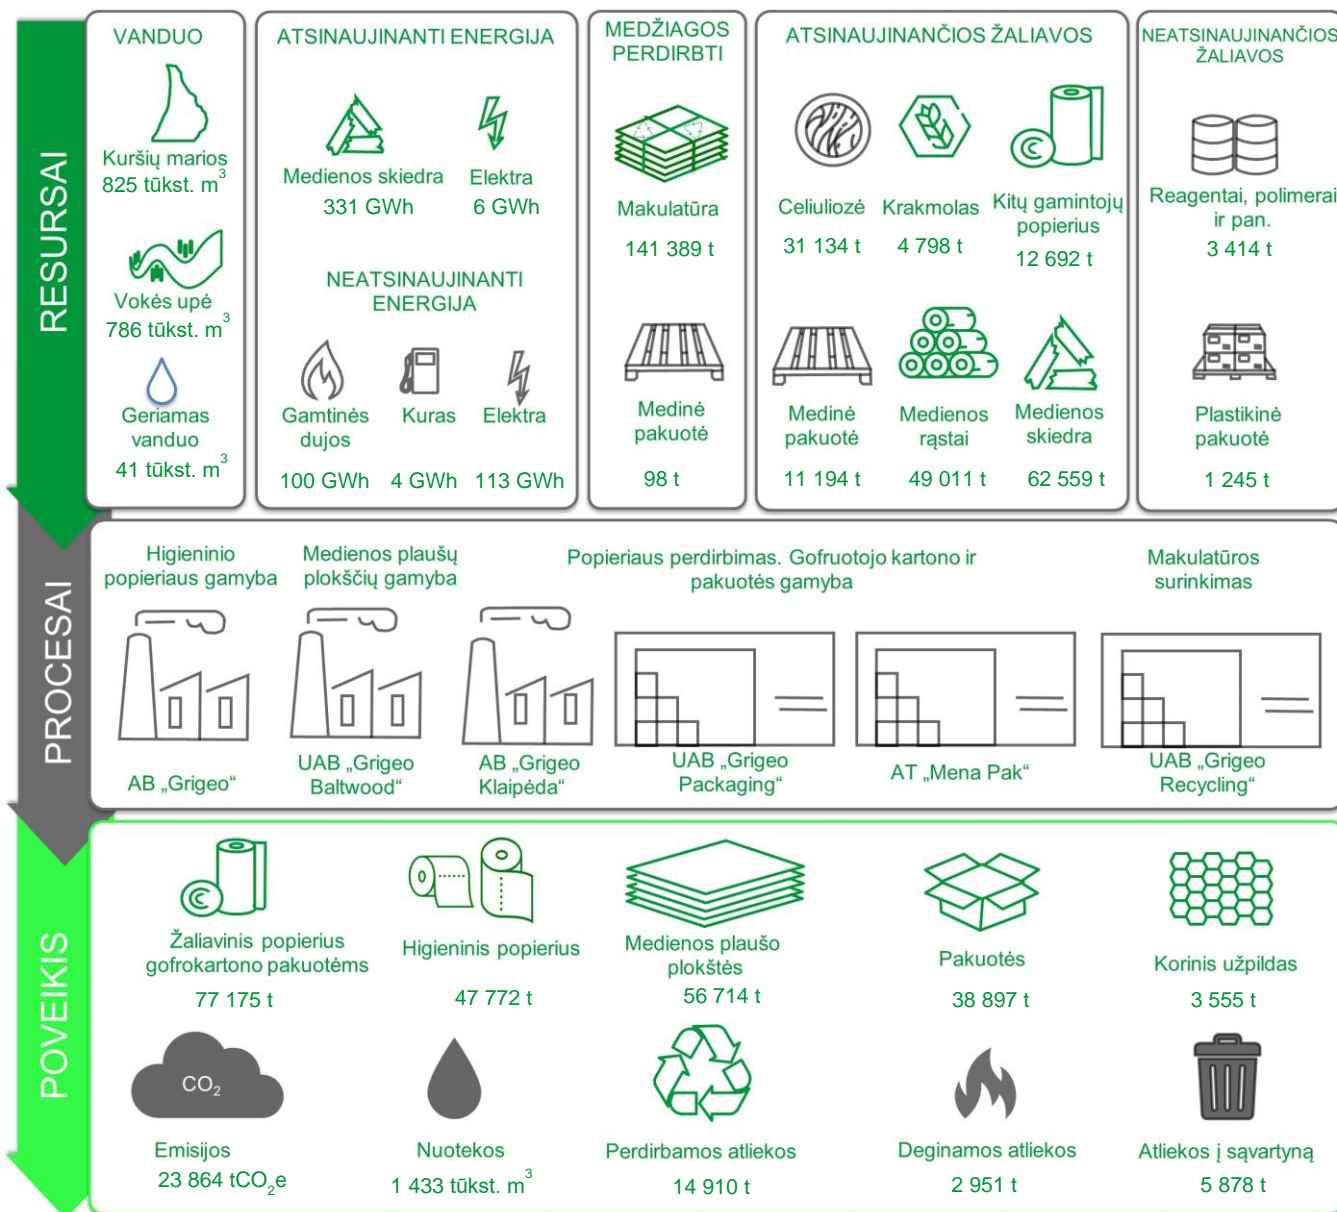 RESURSAI
VANDUO
Kuršių marios
825 tūkst. m³
Vokės upė
786 tūkst. m³
Geriamas
vanduo
41 tūkst. m³
ATSINAUJINANTI ENERGIJA
Medienos skiedra
331 GWh
Elektra
6 GWh
NEATSINAUJINANTI
ENERGIJA
Gamtinės
dujos
100 GWh
Kuras
4 GWh
Elektra
113 GWh
MEDŽIAGOS
PERDIRBTI
Makulatūra
141 389 t
Medinė
pakuotė
98 t
ATSINAUJINANČIOS ŽALIAVOS
Celiuliozė
31 134 t
Krakmolas
4 798 t
Kitų gamintojų
popierius
12 692 t
Medinė
pakuotė
11 194 t
Medienos
rąstai
49 011 t
Medienos
skiedra
62 559 t
NEATSINAUJINANČIOS
ŽALIAVOS
Reagentai, polimerai
ir pan.
3 414 t
Plastikinė
pakuotė
1 245 t
PROCESAI
Higieninio
popieriaus gamyba
Medienos plaušų
plokščių gamyba
Popieriaus perdirbimas. Gofruotojo kartono ir
pakuotės gamyba
Makulatūros
surinkimas
AB „Grigeo“
UAB „Grigeo
Baltwood“
AB „Grigeo
Klaipėda“
UAB „Grigeo
Packaging“
AT „Mena Pak“
UAB „Grigeo
Recycling“
POVEIKIS
Žaliavinis popierius
gofrokartono pakuotėms
77 175 t
Higieninis popierius
47 772 t
Medienos plaušo
plokštės
56 714 t
Pakuotės
38 897 t
Korinis užpildas
3 555 t
CO₂
Emisijos
23 864 tCO₂e
Nuotekos
1 433 tūkst. m³
Perdirbamos atliekos
14 910 t
Deginamos atliekos
2 951 t
Atliekos į sąvartyną
5 878 t